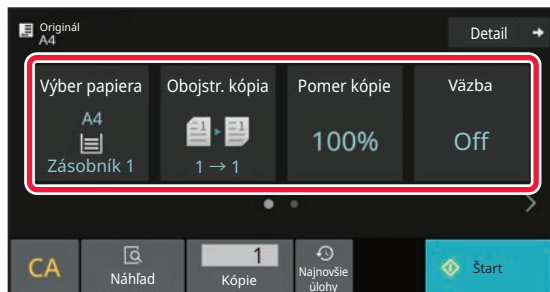 Originál
A4
Detail
Výber papiera
A4
Zásobník 1
Obojstr. kópia
1 → 1
Pomer kópie
100%
Väzba
Off
CA
Náhľad
1
Kópie
Najnovšie
úlohy
Štart